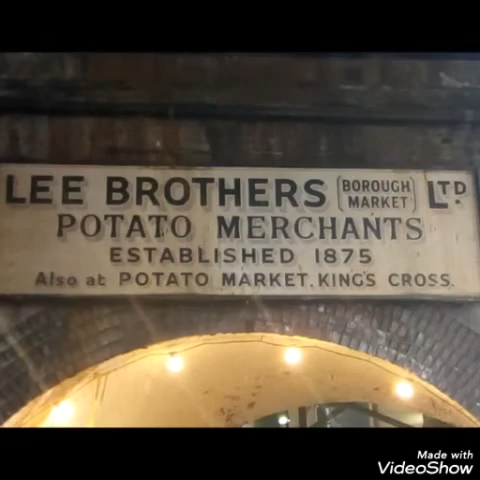 LEE BROTHERS (BOROUGH MARKET) LTD
POTATO MERCHANTS
ESTABLISHED 1875
Also at POTATO MARKET, KING'S CROSS.
Made with
VideoShow